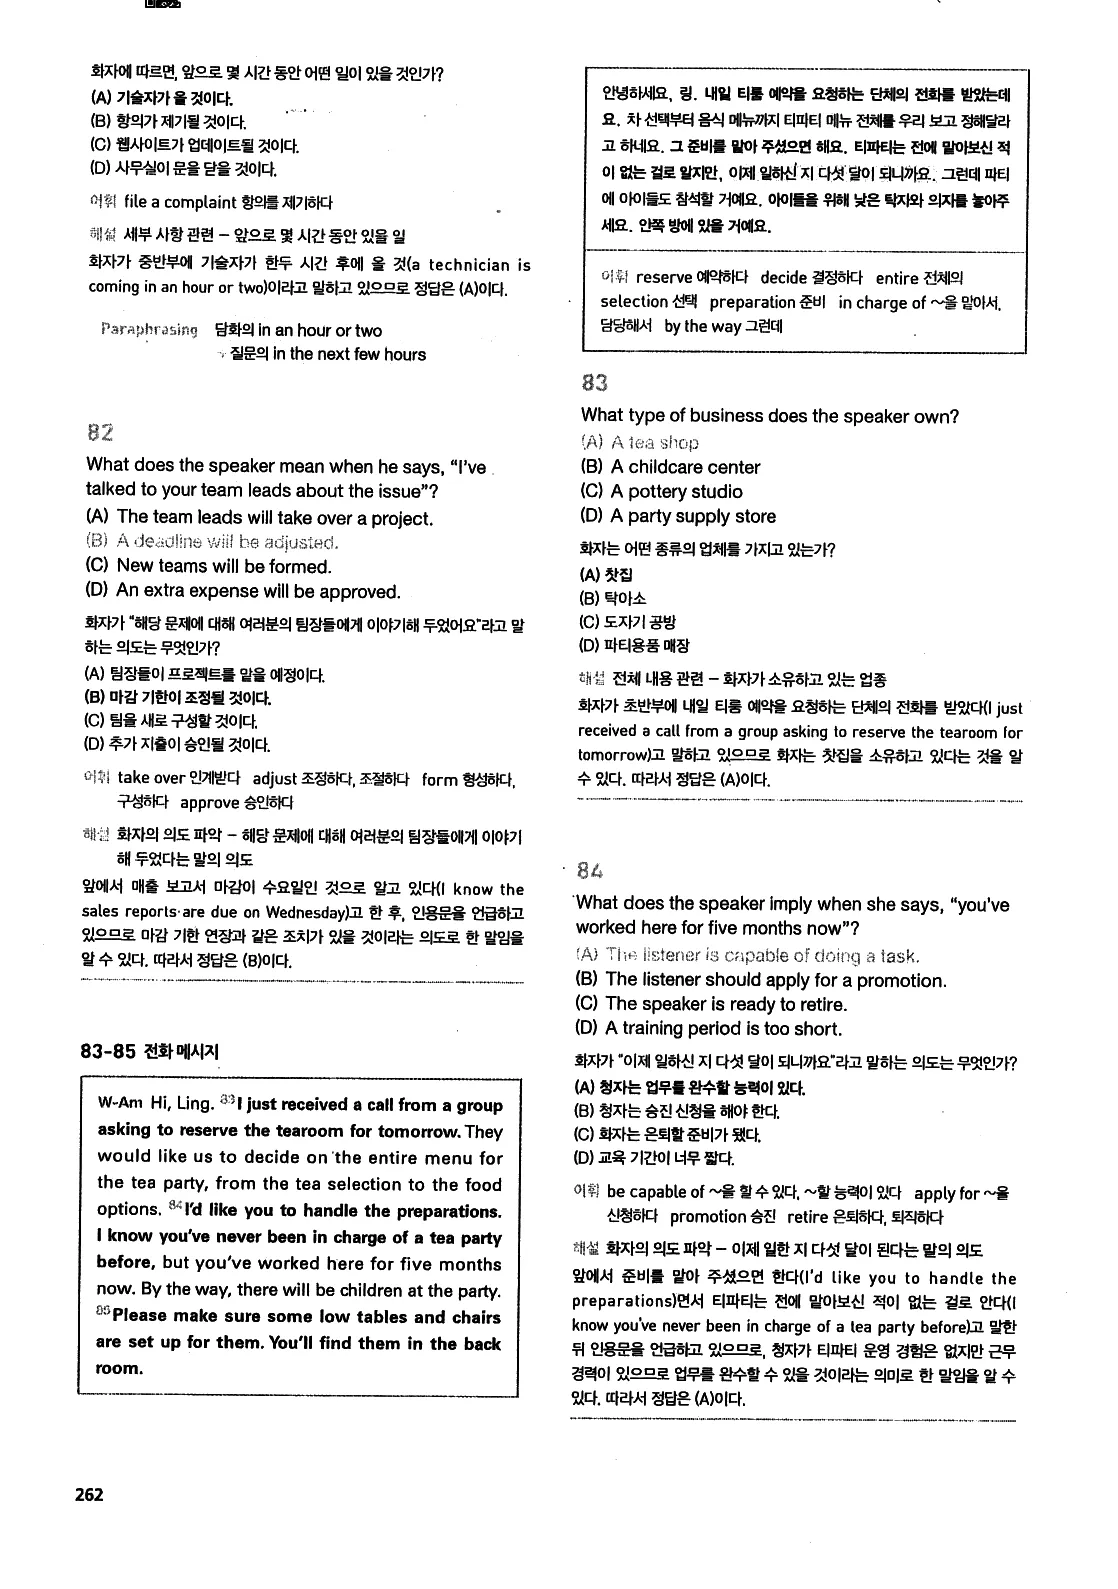 화자에 따르면, 앞으로 몇 시간 동안 어떤 일이 있을 것인가?
(A) 기술자가 올 것이다.
(B) 항의가 제기될 것이다.
(C) 웹사이트가 업데이트될 것이다.
(D) 사무실이 문을 닫을 것이다.
어휘 file a complaint 항의를 제기하다
해설 세부 사항 관련 – 앞으로 몇 시간 동안 있을 일
화자가 중반부에 기술자가 한두 시간 후에 올 것(a technician is
coming in an hour or two)이라고 말하고 있으므로 정답은 (A)이다.
Paraphrasing 담화의 in an hour or two
→ 질문의 in the next few hours
82
What does the speaker mean when he says, “I’ve
talked to your team leads about the issue”?
(A) The team leads will take over a project.
(B) A deadline will be adjusted.
(C) New teams will be formed.
(D) An extra expense will be approved.
화자가 “해당 문제에 대해 여러분의 팀장들에게 이야기해 두었어요”라고 말
하는 의도는 무엇인가?
(A) 팀장들이 프로젝트를 맡을 예정이다.
(B) 마감 기한이 조정될 것이다.
(C) 팀을 새로 구성할 것이다.
(D) 추가 지출이 승인될 것이다.
어휘 take over 인계받다 adjust 조정하다, 조절하다 form 형성하다,
구성하다 approve 승인하다
해설 화자의 의도 파악 – 해당 문제에 대해 여러분의 팀장들에게 이야기
해 두었다는 말의 의도
앞에서 매출 보고서 마감이 수요일인 것으로 알고 있다(I know the
sales reports are due on Wednesday)고 한 후, 인용문을 언급하고
있으므로 마감 기한 연장과 같은 조치가 있을 것이라는 의도로 한 말임을
알 수 있다. 따라서 정답은 (B)이다.
83-85 전화 메시지
W-Am Hi, Ling. 83I just received a call from a group
asking to reserve the tearoom for tomorrow. They
would like us to decide on the entire menu for
the tea party, from the tea selection to the food
options. 84I’d like you to handle the preparations.
I know you’ve never been in charge of a tea party
before, but you’ve worked here for five months
now. By the way, there will be children at the party.
85Please make sure some low tables and chairs
are set up for them. You’ll find them in the back
room.
262
안녕하세요, 링. 내일 티룸 예약을 요청하는 단체의 전화를 받았는데
요. 차 선택부터 음식 메뉴까지 티파티 메뉴 전체를 우리 보고 정해달라
고 하네요. 그 준비를 맡아 주셨으면 해요. 티파티는 전에 맡아보신 적
이 없는 걸로 알지만, 이제 일하신 지 다섯 달이 되니까요. 그런데 파티
에 아이들도 참석할 거예요. 아이들을 위해 낮은 탁자와 의자를 놓아주
세요. 안쪽 방에 있을 거예요.
어휘 reserve 예약하다 decide 결정하다 entire 전체의
selection 선택 preparation 준비 in charge of ~을 맡아서,
담당해서 by the way 그런데
83
What type of business does the speaker own?
(A) A tea shop
(B) A childcare center
(C) A pottery studio
(D) A party supply store
화자는 어떤 종류의 업체를 가지고 있는가?
(A) 찻집
(B) 탁아소
(C) 도자기 공방
(D) 파티용품 매장
해설 전체 내용 관련 – 화자가 소유하고 있는 업종
화자가 초반부에 내일 티룸 예약을 요청하는 단체의 전화를 받았다(I just
received a call from a group asking to reserve the tearoom for
tomorrow)고 말하고 있으므로 화자는 찻집을 소유하고 있다는 것을 알
수 있다. 따라서 정답은 (A)이다.
84
What does the speaker imply when she says, “you’ve
worked here for five months now”?
(A) The listener is capable of doing a task.
(B) The listener should apply for a promotion.
(C) The speaker is ready to retire.
(D) A training period is too short.
화자가 “이제 일하신 지 다섯 달이 되니까요”라고 말하는 의도는 무엇인가?
(A) 청자는 업무를 완수할 능력이 있다.
(B) 청자는 승진 신청을 해야 한다.
(C) 화자는 은퇴할 준비가 됐다.
(D) 교육 기간이 너무 짧다.
어휘 be capable of ~을 할 수 있다, ~할 능력이 있다 apply for ~을
신청하다 promotion 승진 retire 은퇴하다, 퇴직하다
해설 화자의 의도 파악 – 이제 일한 지 다섯 달이 된다는 말의 의도
앞에서 준비를 맡아 주셨으면 한다(I’d like you to handle the
preparations)면서 티파티는 전에 맡아보신 적이 없는 걸로 안다(I
know you’ve never been in charge of a tea party before)고 말한
뒤 인용문을 언급하고 있으므로, 청자가 티파티 운영 경험은 없지만 근무
경력이 있으므로 업무를 완수할 수 있을 것이라는 의미로 한 말임을 알 수
있다. 따라서 정답은 (A)이다.